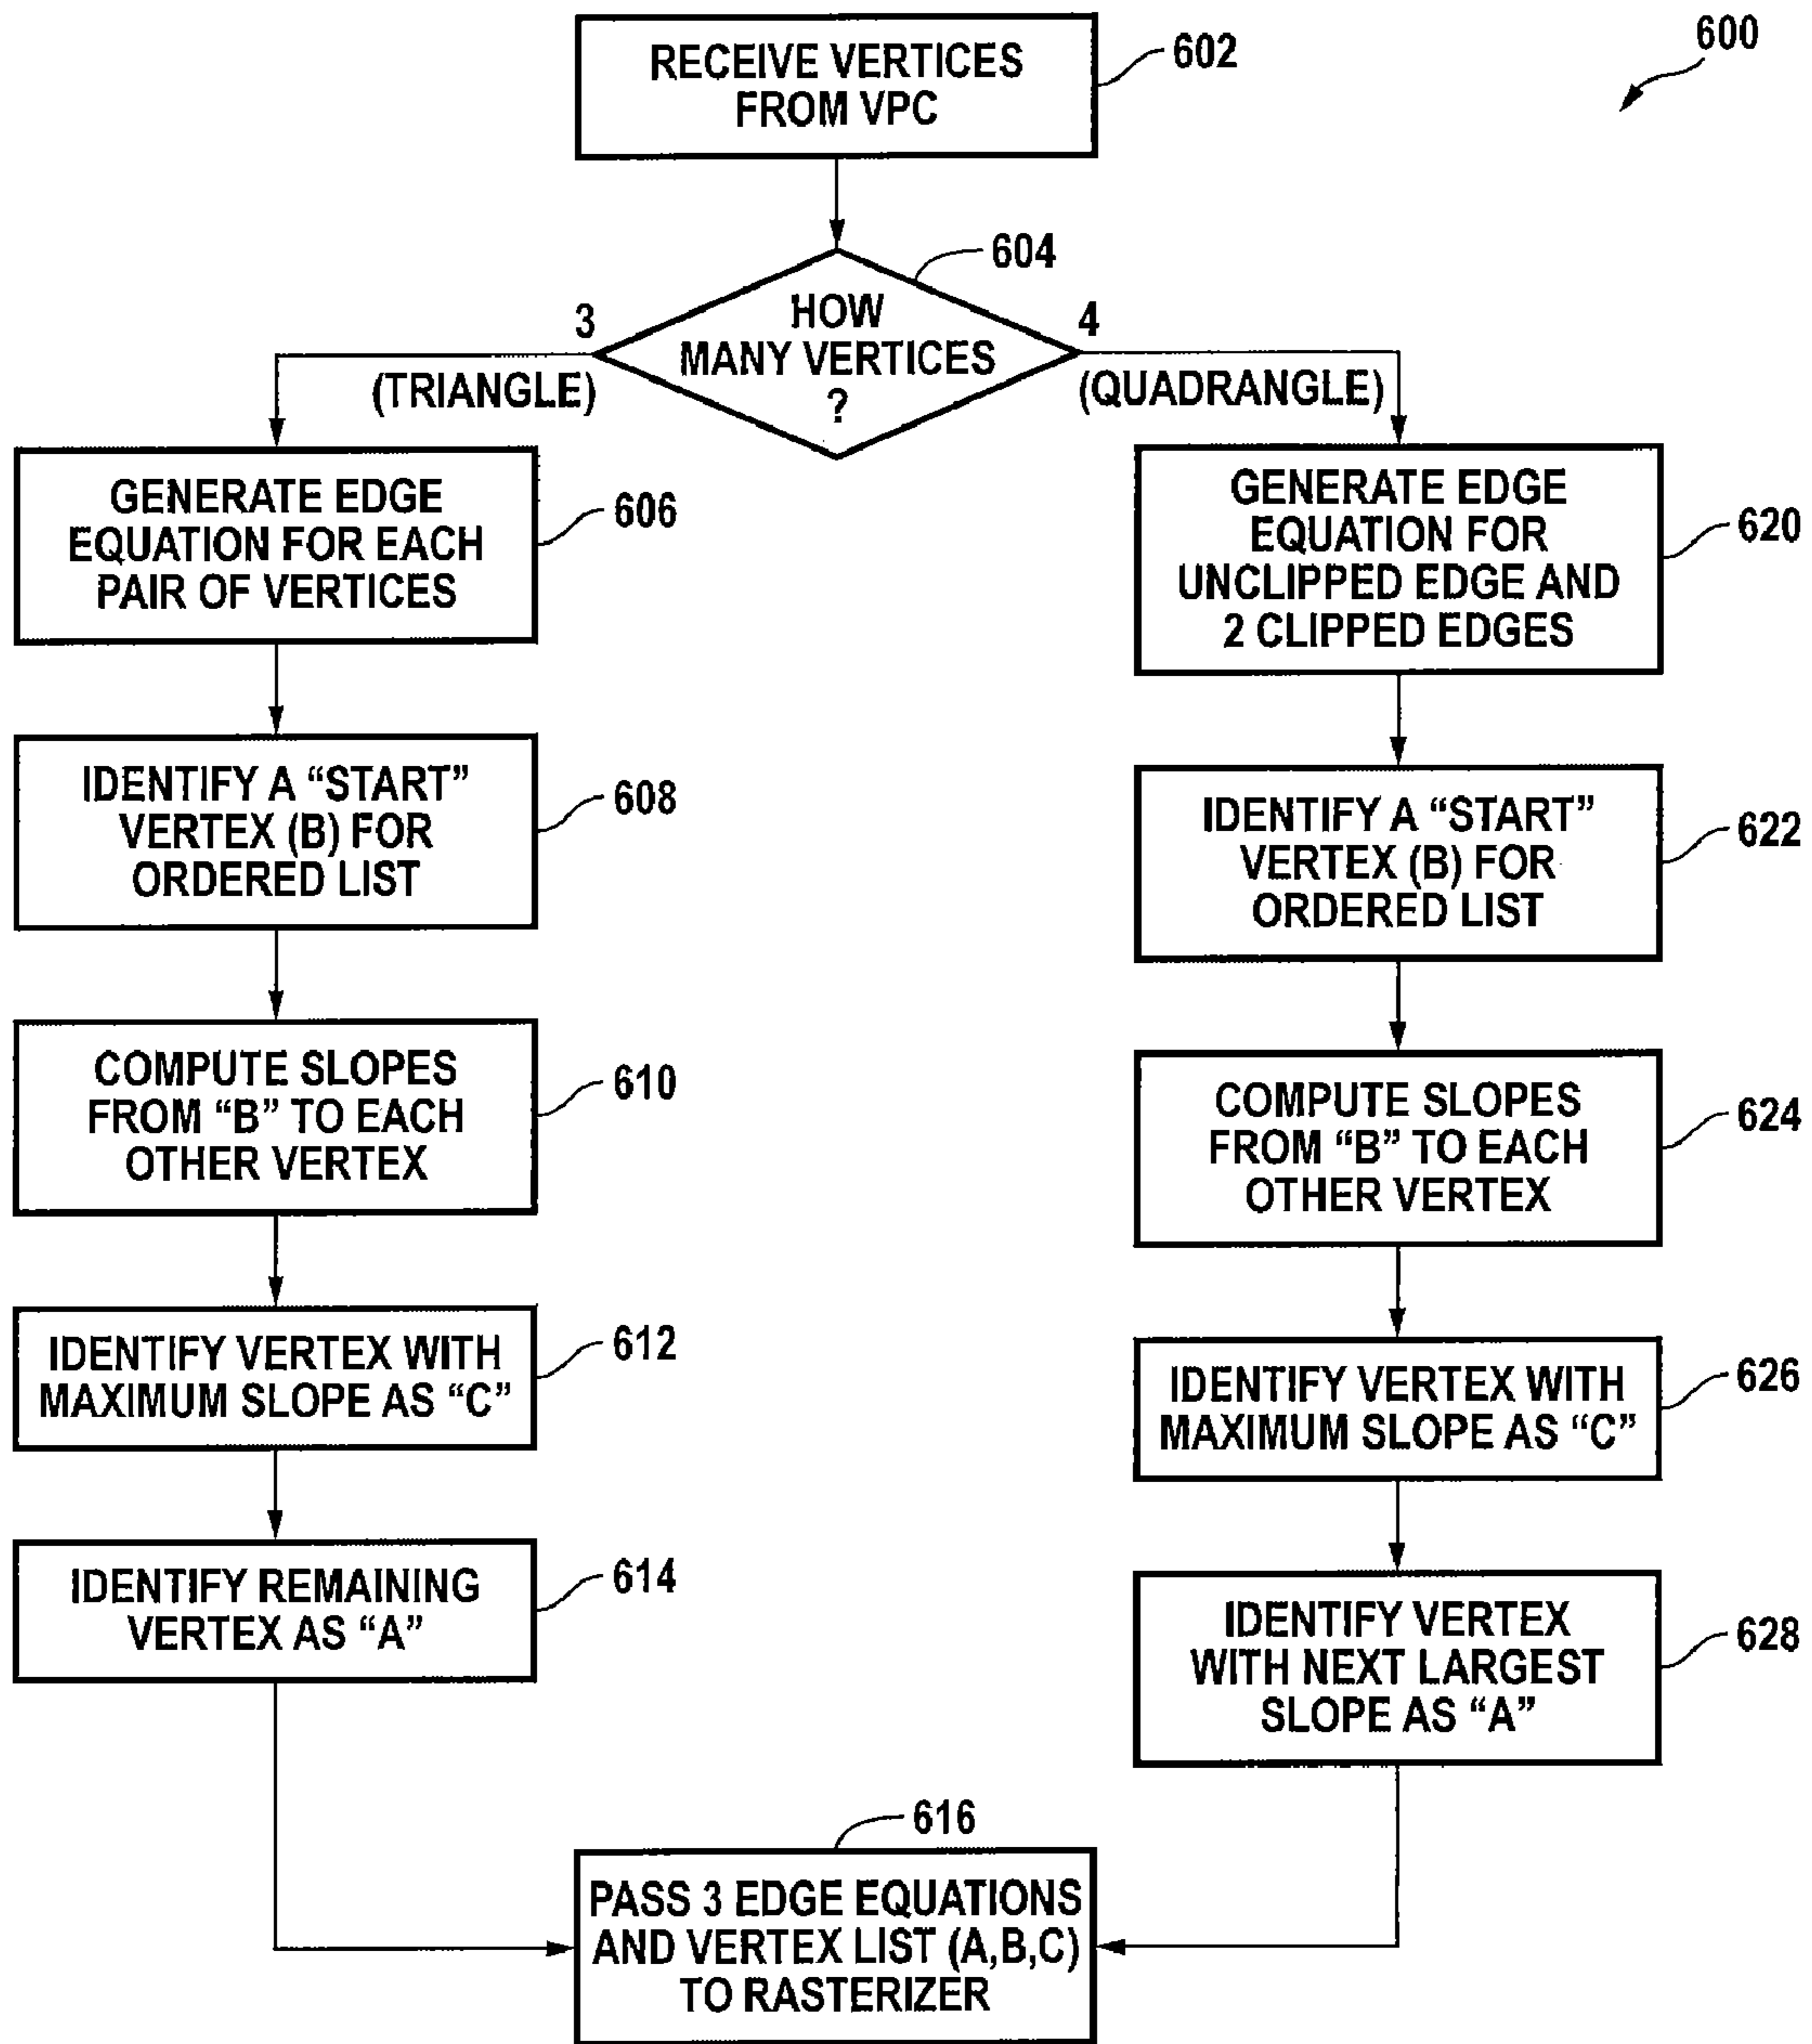 600
RECEIVE VERTICES
FROM VPC
602
HOW
MANY VERTICES
?
604
3
(TRIANGLE)
4
(QUADRANGLE)
GENERATE EDGE
EQUATION FOR EACH
PAIR OF VERTICES
606
IDENTIFY A “START”
VERTEX (B) FOR
ORDERED LIST
608
COMPUTE SLOPES
FROM “B” TO EACH
OTHER VERTEX
610
IDENTIFY VERTEX WITH
MAXIMUM SLOPE AS “C”
612
IDENTIFY REMAINING
VERTEX AS “A”
614
GENERATE EDGE
EQUATION FOR
UNCLIPPED EDGE AND
2 CLIPPED EDGES
620
IDENTIFY A “START”
VERTEX (B) FOR
ORDERED LIST
622
COMPUTE SLOPES
FROM “B” TO EACH
OTHER VERTEX
624
IDENTIFY VERTEX WITH
MAXIMUM SLOPE AS “C”
626
IDENTIFY VERTEX
WITH NEXT LARGEST
SLOPE AS “A”
628
616
PASS 3 EDGE EQUATIONS
AND VERTEX LIST (A,B,C)
TO RASTERIZER